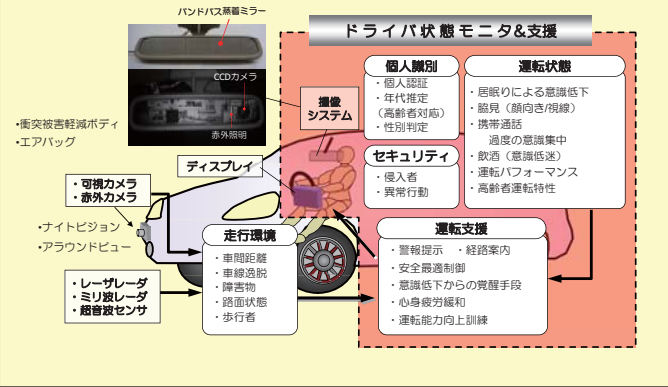 バンドパス蒸着ミラー
CCDカメラ
赤外照明
ドライバ状態モニタ&支援
撮像
システム
個人識別
・個人認証
・年代推定
（高齢者対応）
・性別判定
運転状態
・居眠りによる意識低下
・脇見（顔向き/視線）
・携帯通話
過度の意識集中
・飲酒（意識低迷）
・運転パフォーマンス
・高齢者運転特性
セキュリティ
・侵入者
・異常行動
•衝突被害軽減ボディ
•エアバッグ
ディスプレイ
・可視カメラ
・赤外カメラ
・ナイトビジョン
・アラウンドビュー
走行環境
・車間距離
・車線逸脱
・障害物
・路面状態
・歩行者
・レーザレーダ
・ミリ波レーダ
・超音波センサ
運転支援
・警報提示　・経路案内
・安全最適制御
・意識低下からの覚醒手段
・心身疲労緩和
・運転能力向上訓練